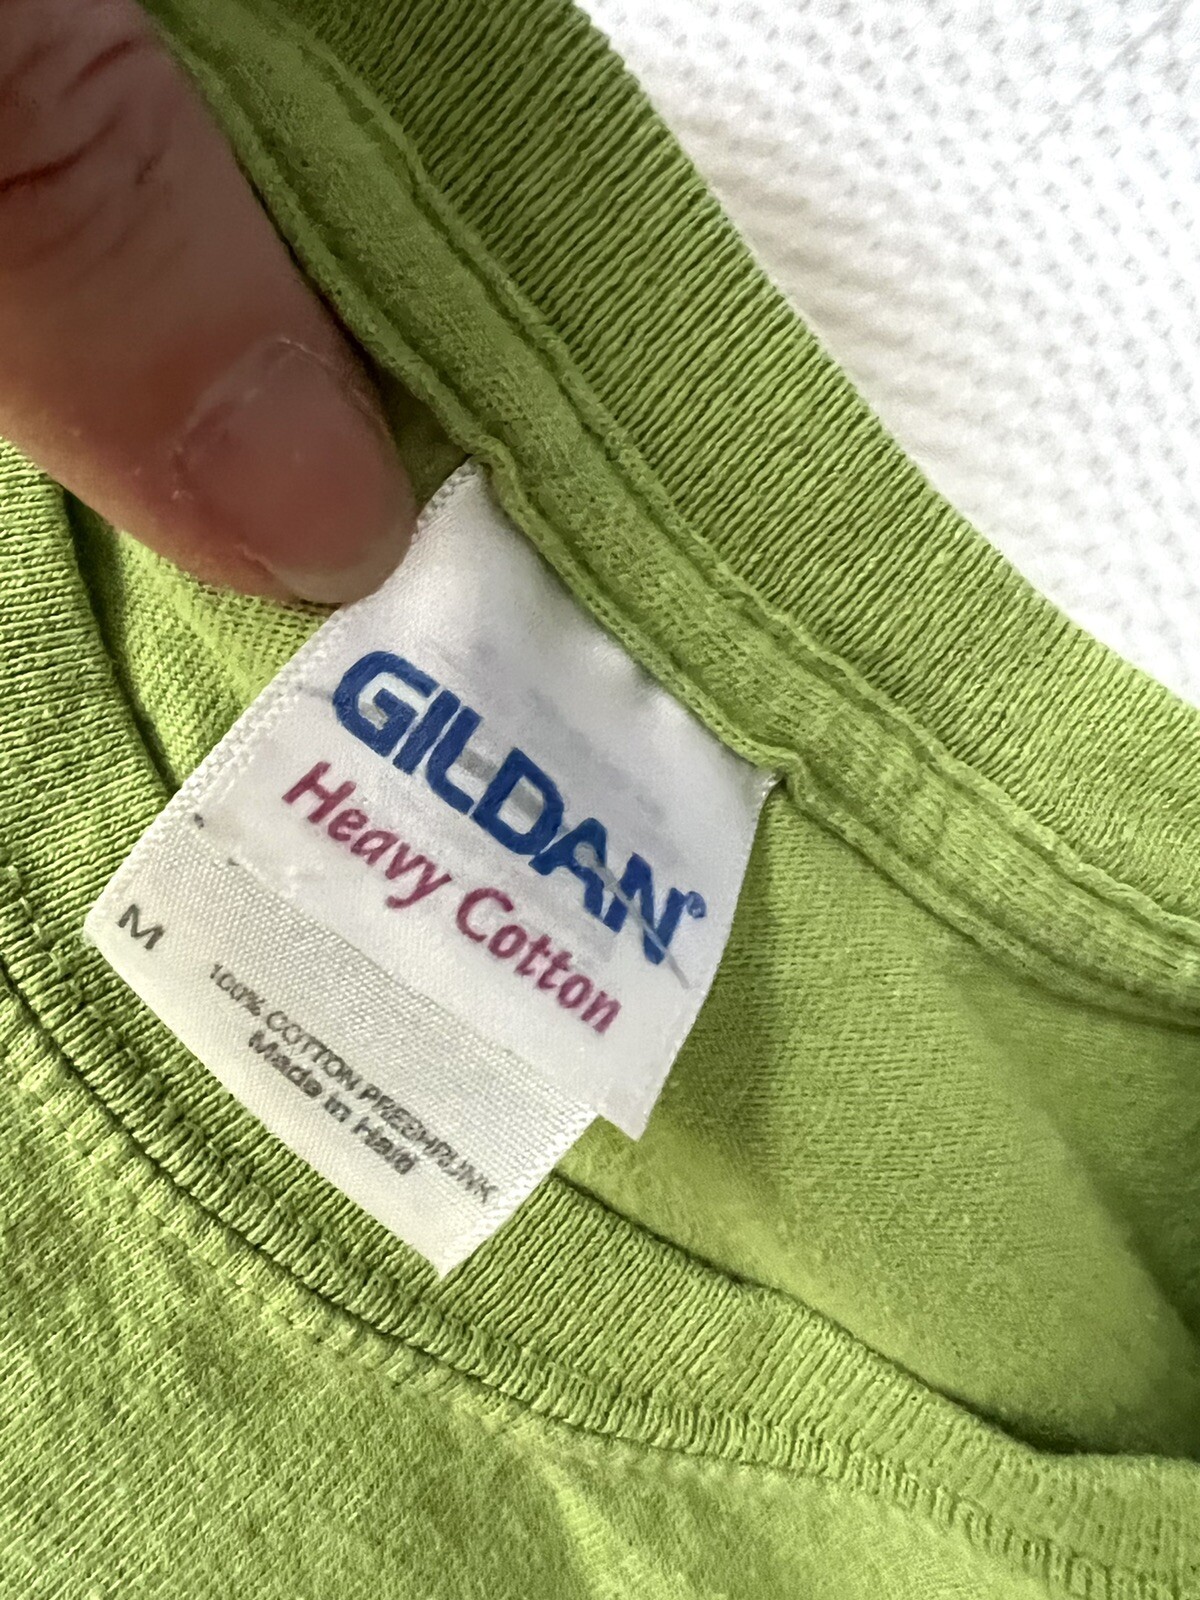 GILDAN®
Heavy Cotton
M
100% COTTON PRESHRUNK
Made in Haiti